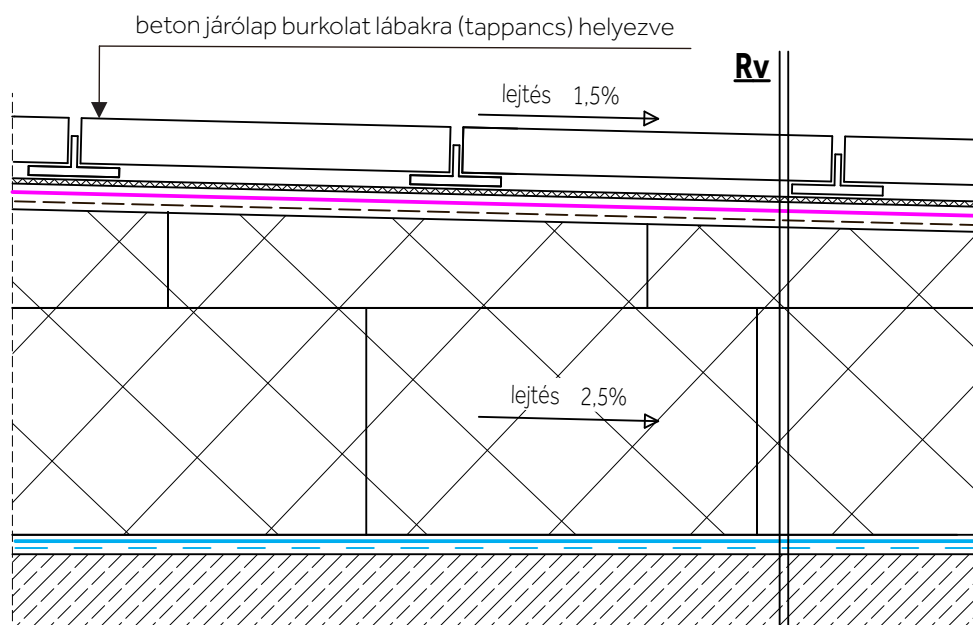 beton járólap burkolat lábakra (tappancs) helyezve
Rv
lejtés 1,5%
lejtés 2,5%